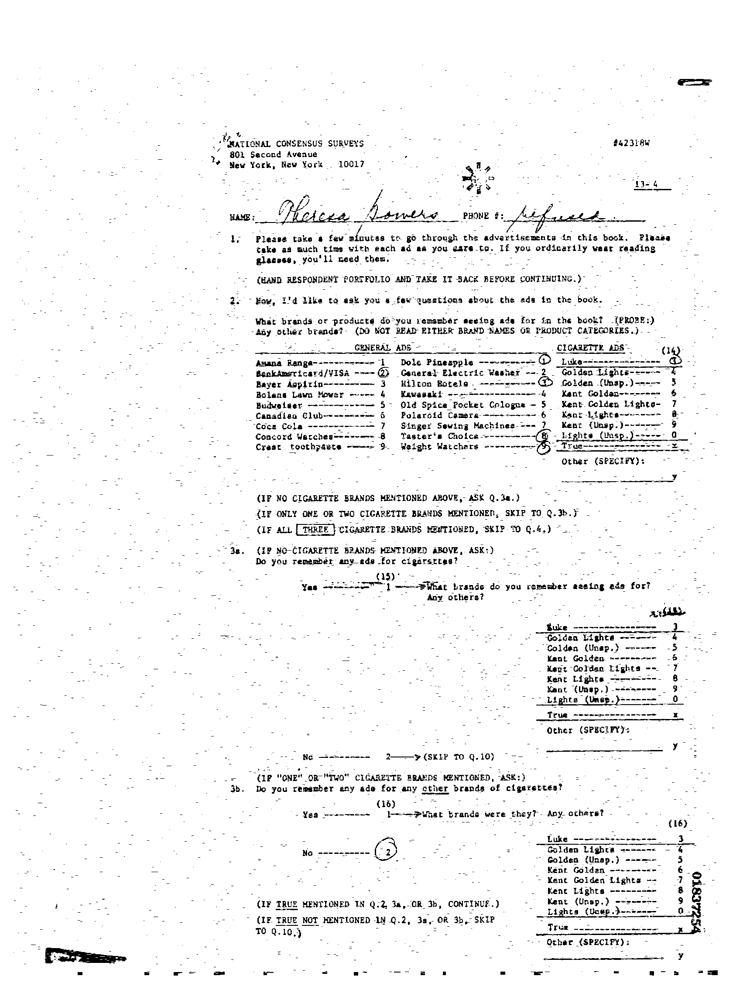 NATIONAL CONSENSUS SURVEYS #42318W
801 Second Avenue
New York, New York 10017
13-4
NAME: Theresa Bowers PHONE #: refused
1. Please take a few minutes to go through the advertisements in this book. Please
take as much time with each ad as you care to. If you ordinarily wear reading
glasses, you'll need them.
(HAND RESPONDENT PORTFOLIO AND TAKE IT BACK BEFORE CONTINUING.)
2. Now, I'd like to ask you a few questions about the ads in the book.
What brands or products do you remember seeing ads for in the book? (PROBE:)
Any other brands? (DO NOT READ EITHER BRAND NAMES OR PRODUCT CATEGORIES.)
GENERAL ADS CIGARETTE ADS (14)
Amana Range------------ 1 Dole Pineapple ----------- 1 Luke---------------- 3
BankAmericard/VISA ---- 2 General Electric Washer -- 2 Golden Lights------ 4
Bayer Aspirin---------- 3 Hilton Hotels ----------- 3 Golden (Unsp.)----- 5
Bolens Lawn Mower ----- 4 Kawasaki ----------------- 4 Kent Golden-------- 6
Budweiser ------------- 5 Old Spice Pocket Cologne - 5 Kent Golden Lights- 7
Canadian Club---------- 6 Polaroid Camera ---------- 6 Kent Lights-------- 8
Coca Cola ------------- 7 Singer Sewing Machines --- 7 Kent (Unsp.)------- 9
Concord Watches-------- 8 Taster's Choice ---------- 8 Lights (Unsp.)----- 0
Crest toothpaste ------ 9 Weight Watchers ---------- 9 True--------------- x
Other (SPECIFY):
y
(IF NO CIGARETTE BRANDS MENTIONED ABOVE, ASK Q.3a.)
(IF ONLY ONE OR TWO CIGARETTE BRANDS MENTIONED, SKIP TO Q.3b.)
(IF ALL THREE CIGARETTE BRANDS MENTIONED, SKIP TO Q.4.)
3a. (IF NO CIGARETTE BRANDS MENTIONED ABOVE, ASK:)
Do you remember any ads for cigarettes?
(15)
Yes --------- 1 What brands do you remember seeing ads for?
Any others?
Luke ---------------- 3
Golden Lights ------- 4
Golden (Unsp.) ------ 5
Kent Golden --------- 6
Kent Golden Lights -- 7
Kent Lights --------- 8
Kent (Unsp.) -------- 9
Lights (Unsp.)------- 0
True ---------------- x
Other (SPECIFY):
y
No ---------- 2 (SKIP TO Q.10)
(IF "ONE" OR "TWO" CIGARETTE BRANDS MENTIONED, ASK:)
3b. Do you remember any ads for any other brands of cigarettes?
(16)
Yes --------- 1 What brands were they? Any others?
(16)
Luke ---------------- 3
No ---------- 2 Golden Lights ------- 4
Golden (Unsp.) ------ 5
Kent Golden --------- 6
Kent Golden Lights -- 7
Kent Lights --------- 8
(IF TRUE MENTIONED IN Q.2, 3a, OR 3b, CONTINUE.) Kent (Unsp.) -------- 9
(IF TRUE NOT MENTIONED IN Q.2, 3a, OR 3b, SKIP Lights (Unsp.)------- 0
TO Q.10.) True ---------------- x
Other (SPECIFY):
y
01837254